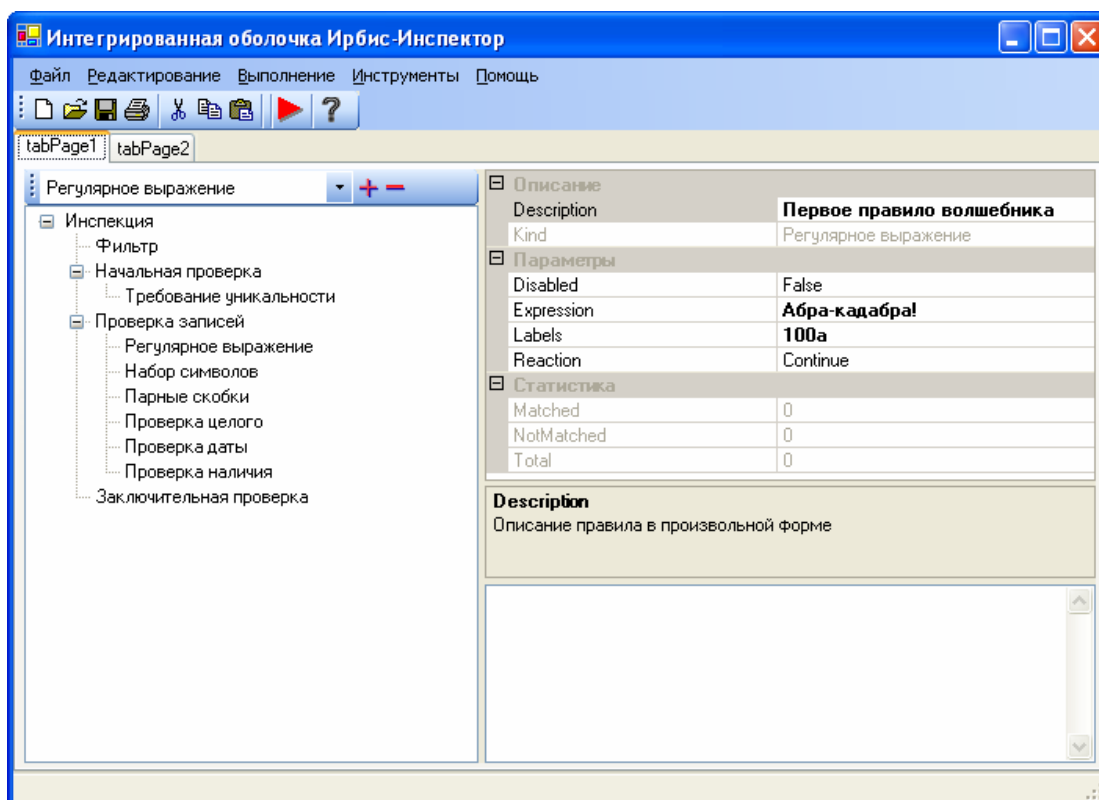 Интегрированная оболочка Ирбис-Инспектор
Файл Редактирование Выполнение Инструменты Помощь
tabPage1 tabPage2
Регулярное выражение
Инспекция
Фильтр
Начальная проверка
Требование уникальности
Проверка записей
Регулярное выражение
Набор символов
Парные скобки
Проверка целого
Проверка даты
Проверка наличия
Заключительная проверка
Описание
Description Первое правило волшебника
Kind Регулярное выражение
Параметры
Disabled False
Expression Абра-кадабра!
Labels 100a
Reaction Continue
Статистика
Matched 0
NotMatched 0
Total 0
Description
Описание правила в произвольной форме